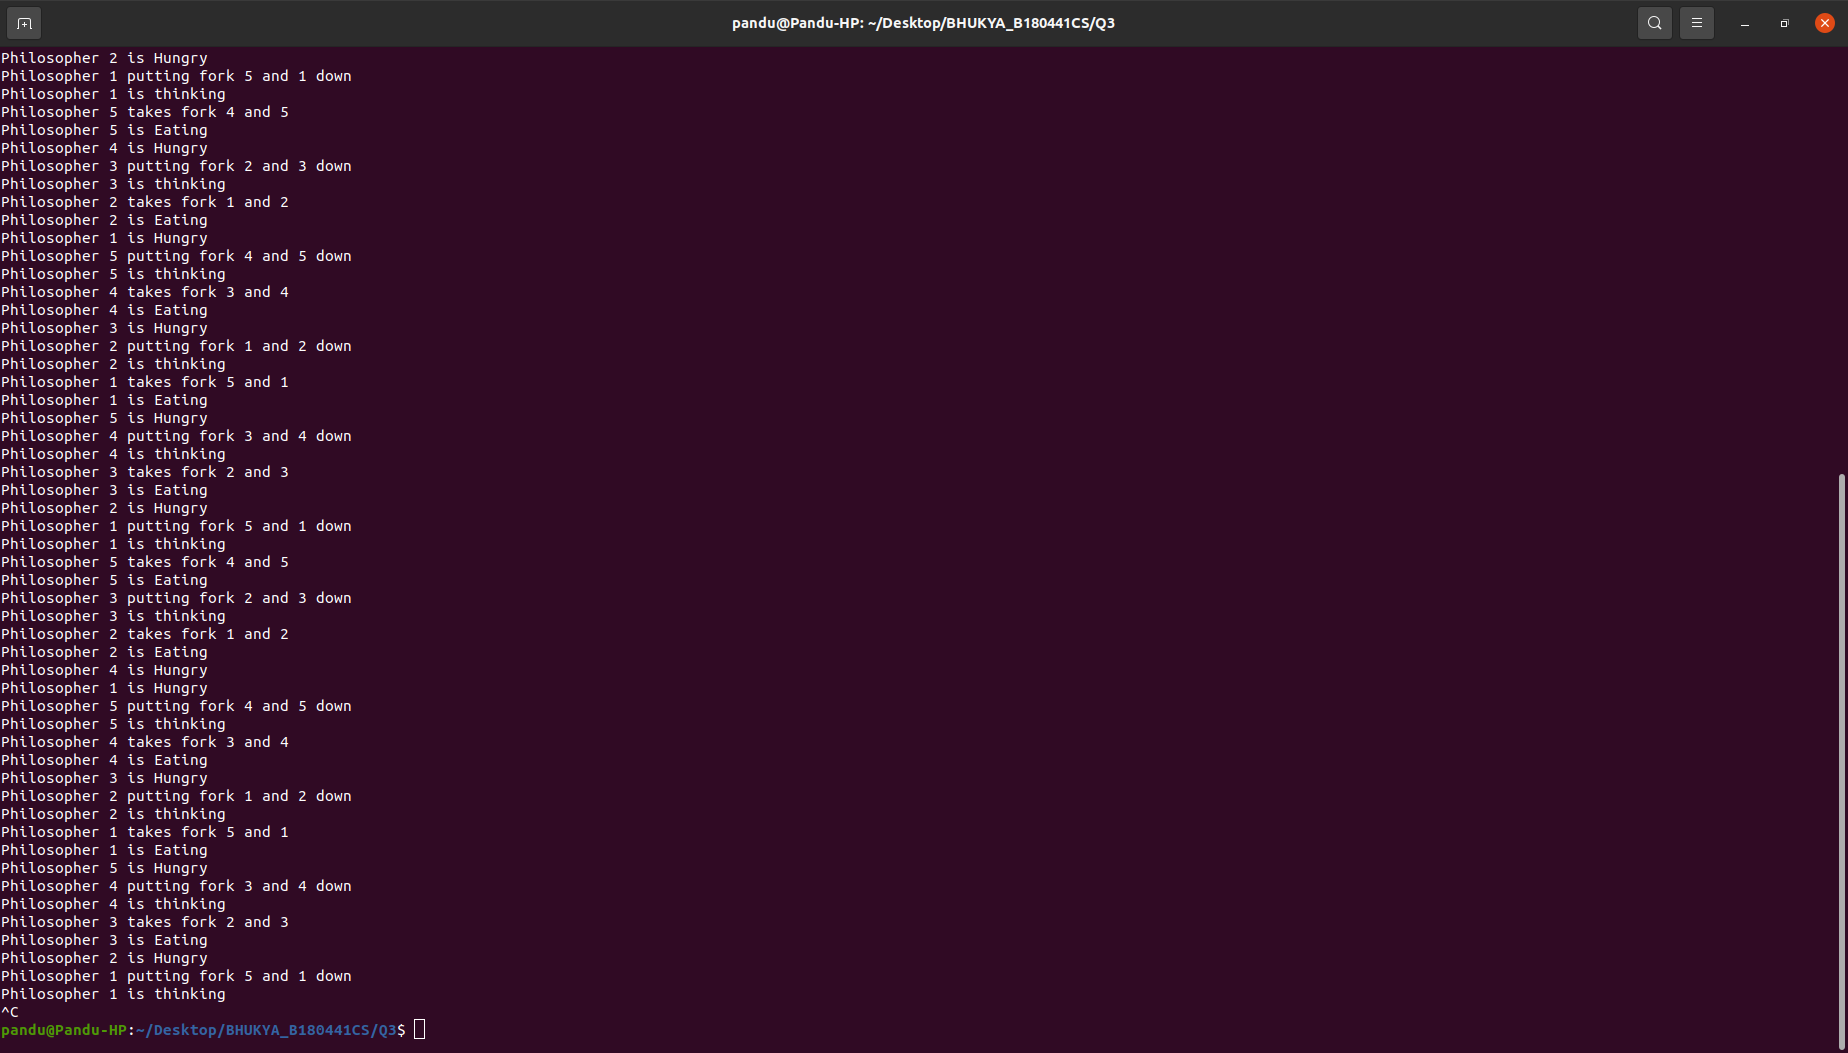 pandu@Pandu-HP: ~/Desktop/BHUKYA_B180441CS/Q3
Philosopher 2 is Hungry
Philosopher 1 putting fork 5 and 1 down
Philosopher 1 is thinking
Philosopher 5 takes fork 4 and 5
Philosopher 5 is Eating
Philosopher 4 is Hungry
Philosopher 3 putting fork 2 and 3 down
Philosopher 3 is thinking
Philosopher 2 takes fork 1 and 2
Philosopher 2 is Eating
Philosopher 1 is Hungry
Philosopher 5 putting fork 4 and 5 down
Philosopher 5 is thinking
Philosopher 4 takes fork 3 and 4
Philosopher 4 is Eating
Philosopher 3 is Hungry
Philosopher 2 putting fork 1 and 2 down
Philosopher 2 is thinking
Philosopher 1 takes fork 5 and 1
Philosopher 1 is Eating
Philosopher 5 is Hungry
Philosopher 4 putting fork 3 and 4 down
Philosopher 4 is thinking
Philosopher 3 takes fork 2 and 3
Philosopher 3 is Eating
Philosopher 2 is Hungry
Philosopher 1 putting fork 5 and 1 down
Philosopher 1 is thinking
Philosopher 5 takes fork 4 and 5
Philosopher 5 is Eating
Philosopher 3 putting fork 2 and 3 down
Philosopher 3 is thinking
Philosopher 2 takes fork 1 and 2
Philosopher 2 is Eating
Philosopher 4 is Hungry
Philosopher 1 is Hungry
Philosopher 5 putting fork 4 and 5 down
Philosopher 5 is thinking
Philosopher 4 takes fork 3 and 4
Philosopher 4 is Eating
Philosopher 3 is Hungry
Philosopher 2 putting fork 1 and 2 down
Philosopher 2 is thinking
Philosopher 1 takes fork 5 and 1
Philosopher 1 is Eating
Philosopher 5 is Hungry
Philosopher 4 putting fork 3 and 4 down
Philosopher 4 is thinking
Philosopher 3 takes fork 2 and 3
Philosopher 3 is Eating
Philosopher 2 is Hungry
Philosopher 1 putting fork 5 and 1 down
Philosopher 1 is thinking
^C
pandu@Pandu-HP:~/Desktop/BHUKYA_B180441CS/Q3$